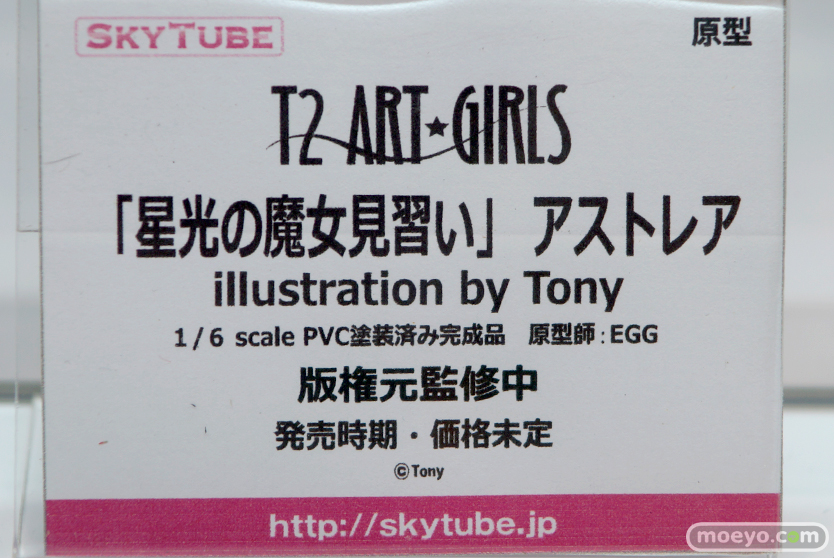 SKYTUBE
原型
T2 ART★GIRLS
「星光の魔女見習い」 アストレア
illustration by Tony
1/6 scale PVC塗装済み完成品 原型師:EGG
版権元監修中
発売時期・価格未定
©Tony
http://skytube.jp
moeyo.com